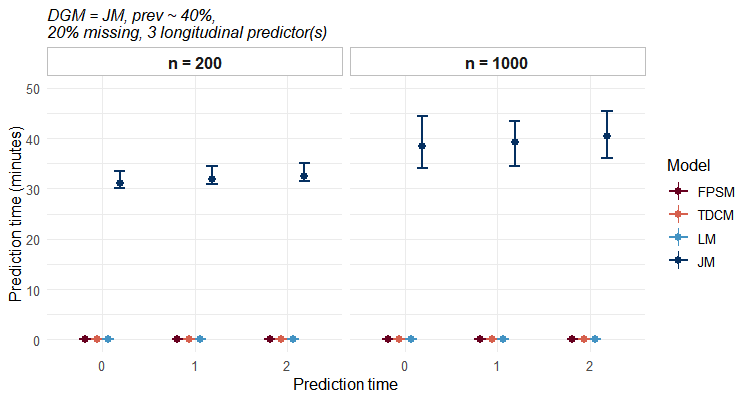 DGM = JM, prev ~ 40%,
20% missing, 3 longitudinal predictor(s)
n = 200
n = 1000
Prediction time (minutes)
50
40
30
20
10
0
0 1 2
0 1 2
Prediction time
Model
FPSM
TDCM
LM
JM